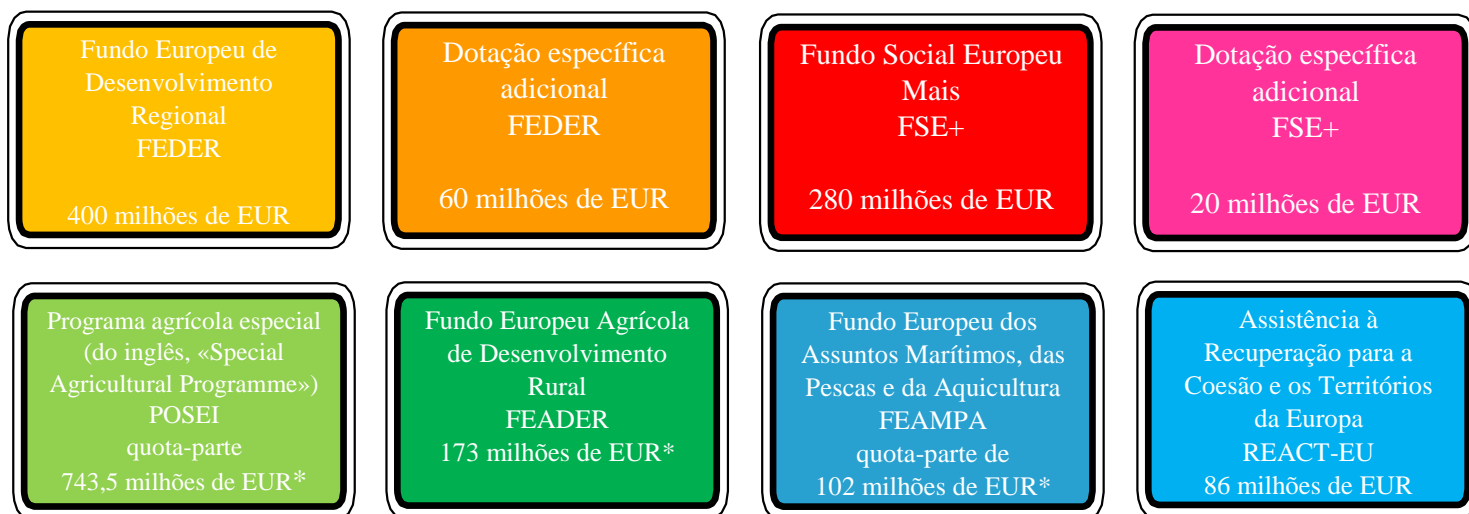 Fundo Europeu de
Desenvolvimento
Regional
FEDER
400 milhões de EUR
Dotação específica
adicional
FEDER
60 milhões de EUR
Fundo Social Europeu
Mais
FSE+
280 milhões de EUR
Dotação específica
adicional
FSE+
20 milhões de EUR
Programa agrícola especial
(do inglês, «Special
Agricultural Programme»)
POSEI
quota-parte
743,5 milhões de EUR*
Fundo Europeu Agrícola
de Desenvolvimento
Rural
FEADER
173 milhões de EUR*
Fundo Europeu dos
Assuntos Marítimos, das
Pescas e da Aquicultura
FEAMPA
quota-parte de
102 milhões de EUR*
Assistência à
Recuperação para a
Coesão e os Territórios
da Europa
REACT-EU
86 milhões de EUR